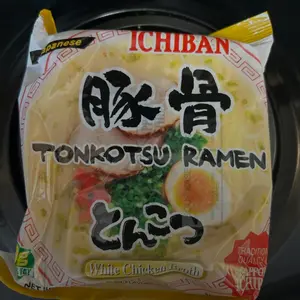 Japanese
ICHIBAN
豚骨
TONKOTSU RAMEN
とんこつ
White Chicken Broth